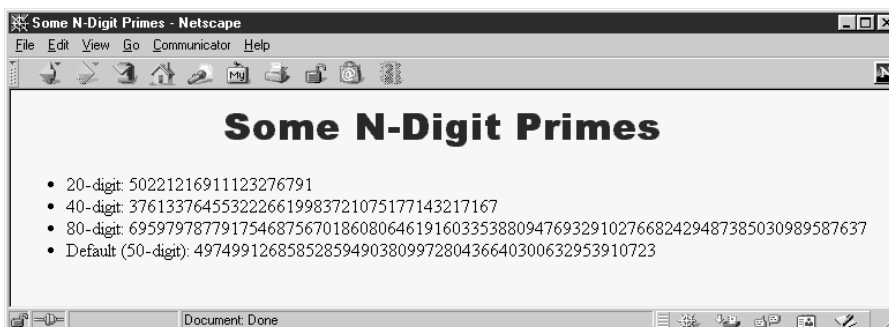 Some N-Digit Primes - Netscape
File Edit View Go Communicator Help
My
N
Some N-Digit Primes
• 20-digit: 50221216911123276791
• 40-digit: 3761337645532226619983721075177143217167
• 80-digit: 69597978779175468756701860806461916033538809476932910276682429487385030989587637
• Default (50-digit): 49749912685852859490380997280436640300632953910723
Document: Done